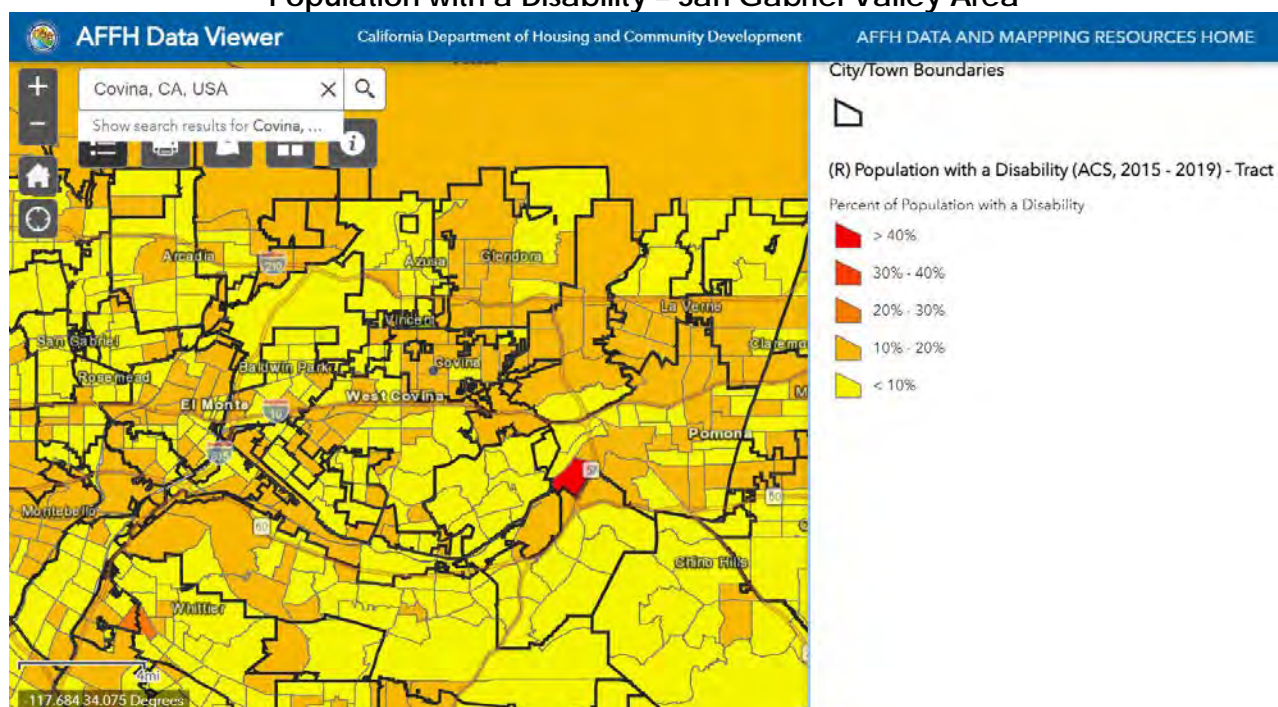 Population with a Disability – San Gabriel Valley Area
AFFH Data Viewer
California Department of Housing and Community Development
AFFH DATA AND MAPPPING RESOURCES HOME
+
Covina, CA, USA
−
Show search results for Covina, ...
City/Town Boundaries
(R) Population with a Disability (ACS, 2015 - 2019) - Tract
Percent of Population with a Disability
> 40%
30% - 40%
20% - 30%
10% - 20%
< 10%
Arcadia
210
Azusa
Glendora
La Verne
Vincent
San Gabriel
Claremo
Rosemead
Baldwin Park
Covina
El Monte
10
West Covina
Pomona
605
57
60
Montebello
60
Chino Hills
Whittier
4mi
-117.684 34.075 Degrees